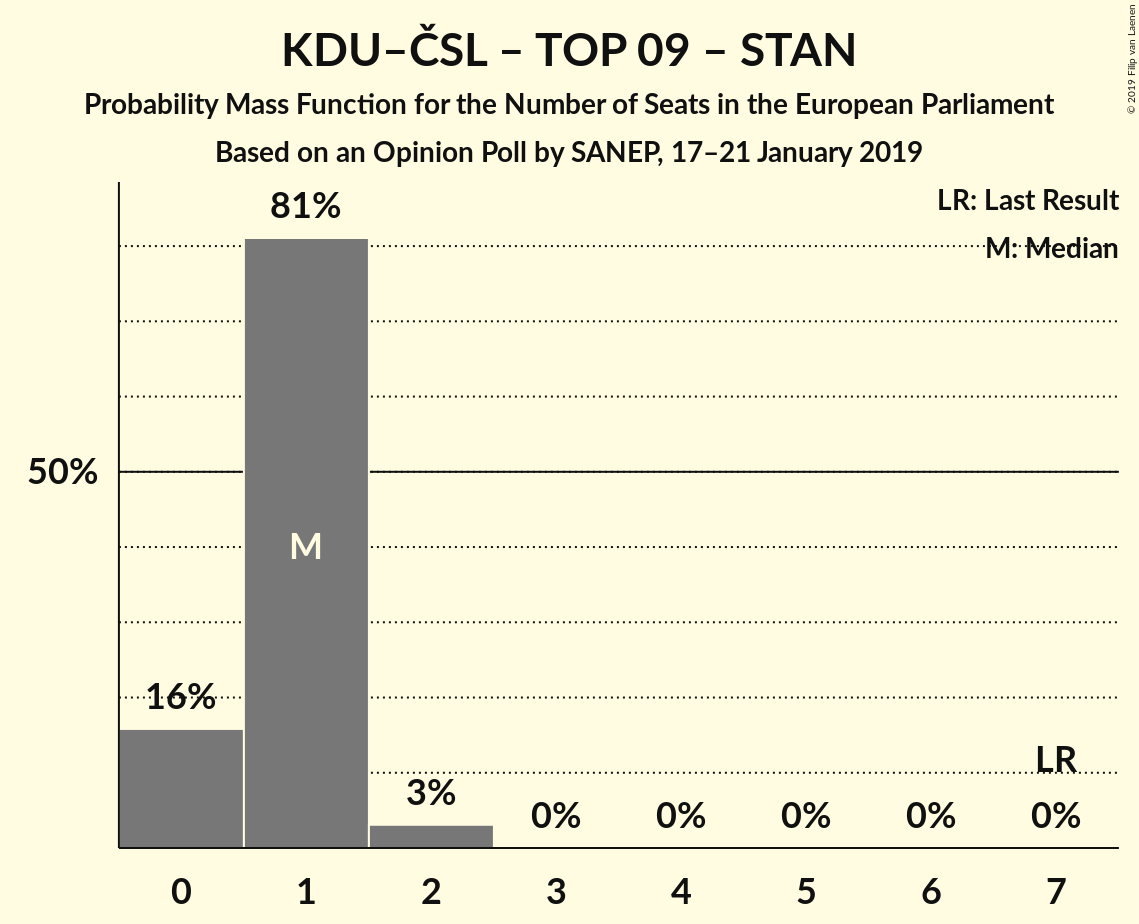 KDU–ČSL – TOP 09 – STAN
Probability Mass Function for the Number of Seats in the European Parliament
Based on an Opinion Poll by SANEP, 17–21 January 2019
© 2019 Filip van Laenen
LR: Last Result
M: Median
81%
50%
M
16%
3%
0%
0%
0%
0%
LR
0%
0 1 2 3 4 5 6 7